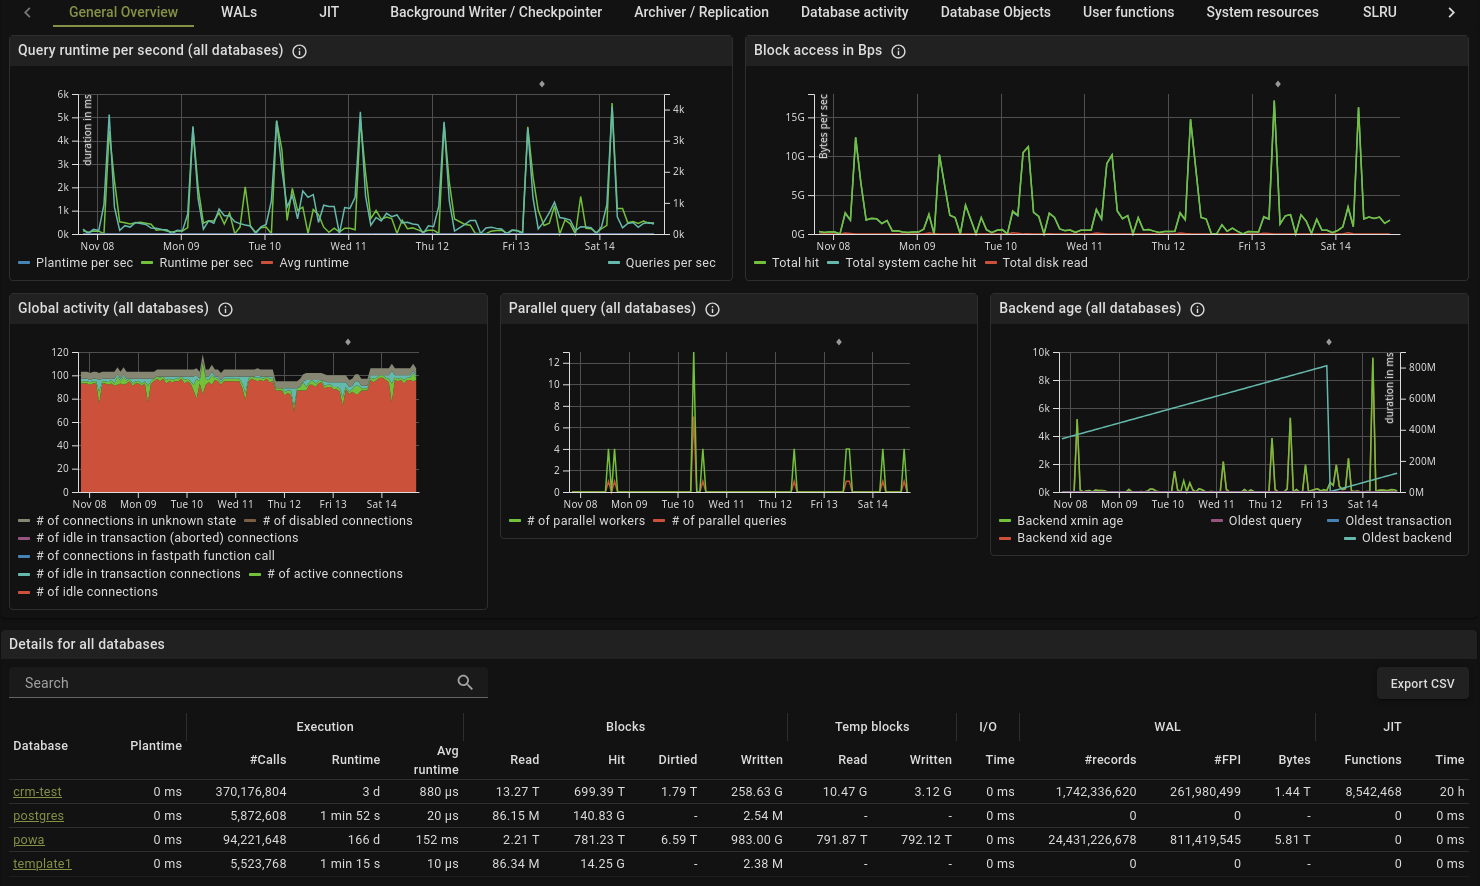 General Overview WALs JIT Background Writer / Checkpointer Archiver / Replication Database activity Database Objects User functions System resources SLRU
Query runtime per second (all databases)
duration in ms
6k
5k
4k
3k
2k
1k
0k
4k
3k
2k
1k
0k
Nov 08 Mon 09 Tue 10 Wed 11 Thu 12 Fri 13 Sat 14
Plantime per sec Runtime per sec Avg runtime Queries per sec
Block access in Bps
Bytes per sec
15G
10G
5G
0G
Nov 08 Mon 09 Tue 10 Wed 11 Thu 12 Fri 13 Sat 14
Total hit Total system cache hit Total disk read
Global activity (all databases)
120
100
80
60
40
20
0
Nov 08 Mon 09 Tue 10 Wed 11 Thu 12 Fri 13 Sat 14
# of connections in unknown state # of disabled connections
# of idle in transaction (aborted) connections
# of connections in fastpath function call
# of idle in transaction connections # of active connections
# of idle connections
Parallel query (all databases)
12
10
8
6
4
2
0
Nov 08 Mon 09 Tue 10 Wed 11 Thu 12 Fri 13 Sat 14
# of parallel workers # of parallel queries
Backend age (all databases)
10k
8k
6k
4k
2k
0k
duration in ms
800M
600M
400M
200M
0M
Nov 08 Mon 09 Tue 10 Wed 11 Thu 12 Fri 13 Sat 14
Backend xmin age Oldest query Oldest transaction
Backend xid age Oldest backend
Details for all databases
Search
Export CSV
Execution Blocks Temp blocks I/O WAL JIT
Database Plantime #Calls Runtime Avg runtime Read Hit Dirtied Written Read Written Time #records #FPI Bytes Functions Time
crm-test 0 ms 370,176,804 3 d 880 µs 13.27 T 699.39 T 1.79 T 258.63 G 10.47 G 3.12 G 0 ms 1,742,336,620 261,980,499 1.44 T 8,542,468 20 h
postgres 0 ms 5,872,608 1 min 52 s 20 µs 86.15 M 140.83 G - 2.54 M - - 0 ms 0 0 - 0 0 ms
powa 0 ms 94,221,648 166 d 152 ms 2.21 T 781.23 T 6.59 T 983.00 G 791.87 T 792.12 T 0 ms 24,431,226,678 811,419,545 5.81 T 0 0 ms
template1 0 ms 5,523,768 1 min 15 s 10 µs 86.34 M 14.25 G - 2.38 M - - 0 ms 0 0 - 0 0 ms